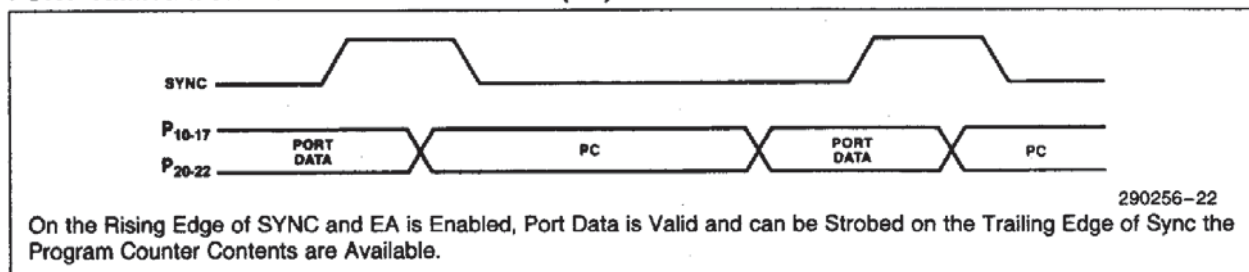 SYNC
P10-17
PORT
DATA
PC
PORT
DATA
PC
P20-22
290256-22
On the Rising Edge of SYNC and EA is Enabled, Port Data is Valid and can be Strobed on the Trailing Edge of Sync the
Program Counter Contents are Available.